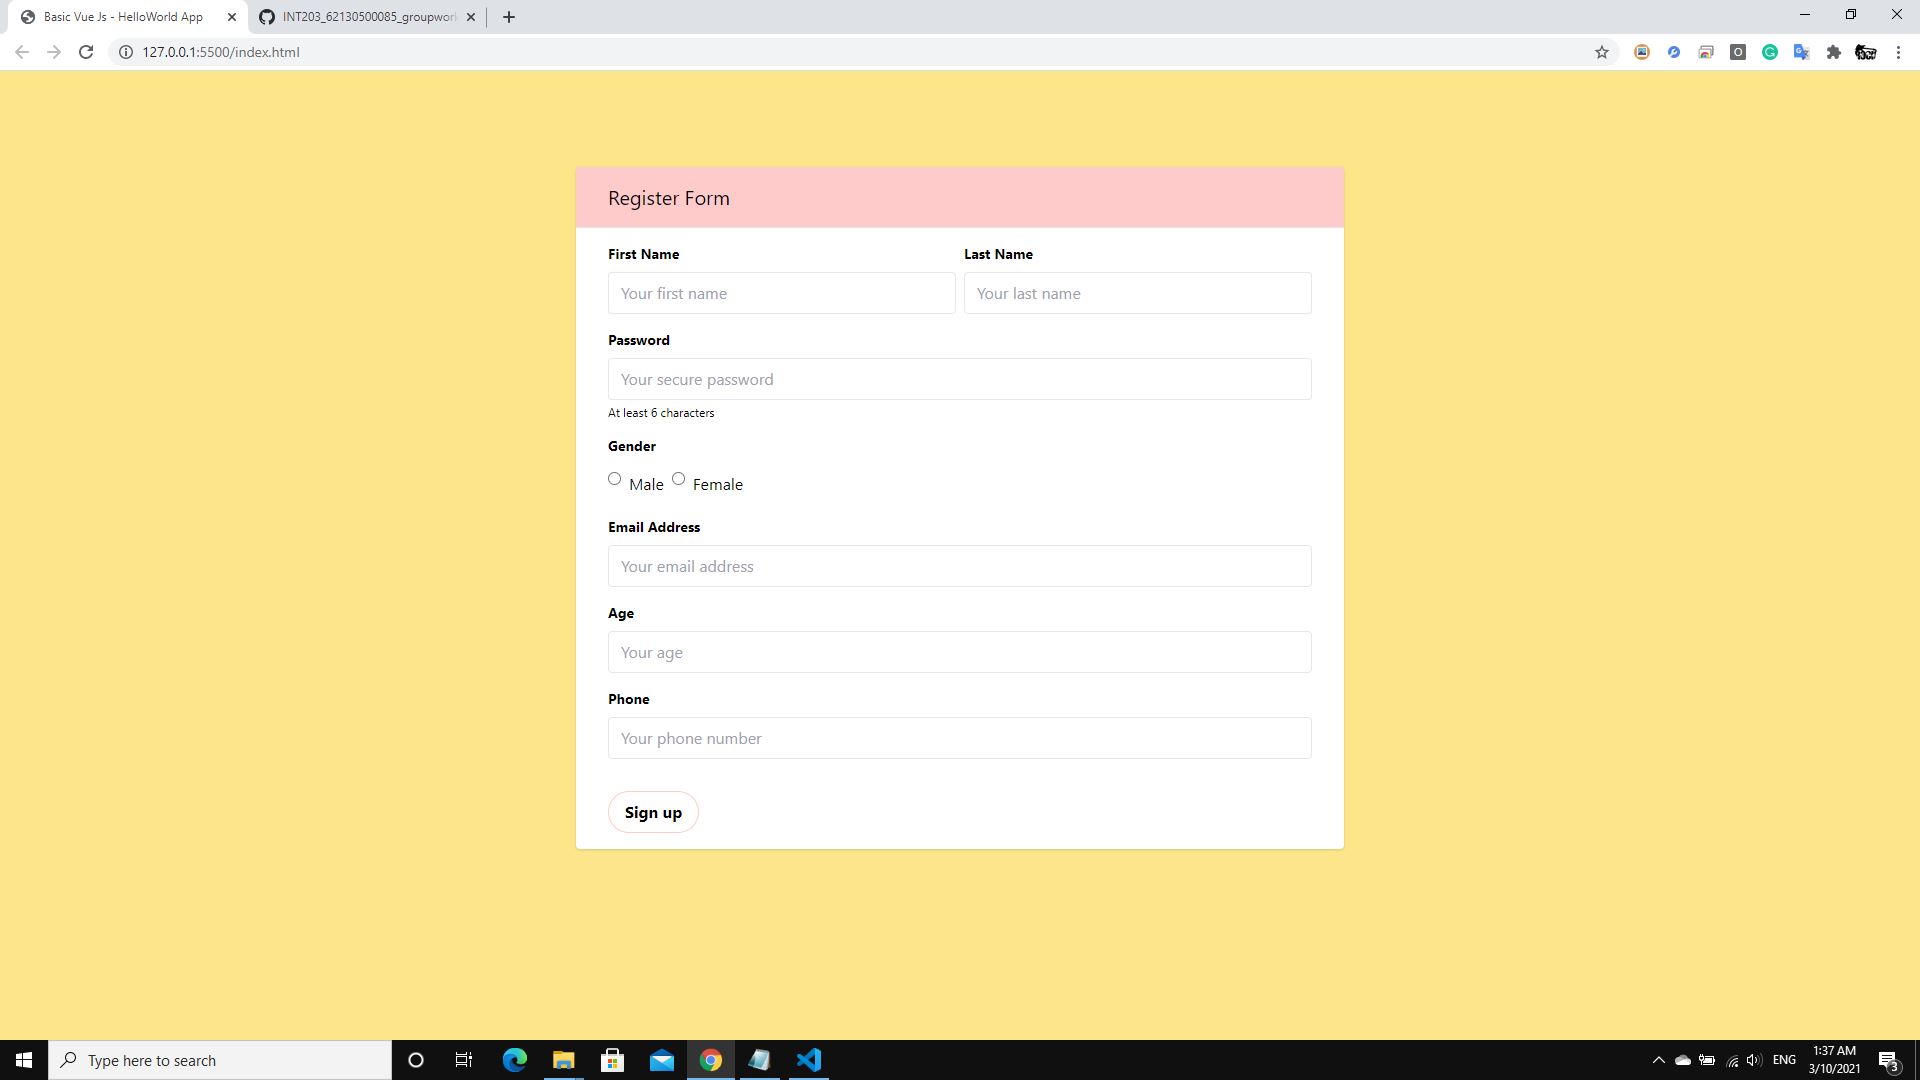 Basic Vue Js - HelloWorld App
INT203_62130500085_groupwork
127.0.0.1:5500/index.html
Register Form
First Name Last Name
Your first name Your last name
Password
Your secure password
At least 6 characters
Gender
Male Female
Email Address
Your email address
Age
Your age
Phone
Your phone number
Sign up
Type here to search
ENG
1:37 AM
3/10/2021
3